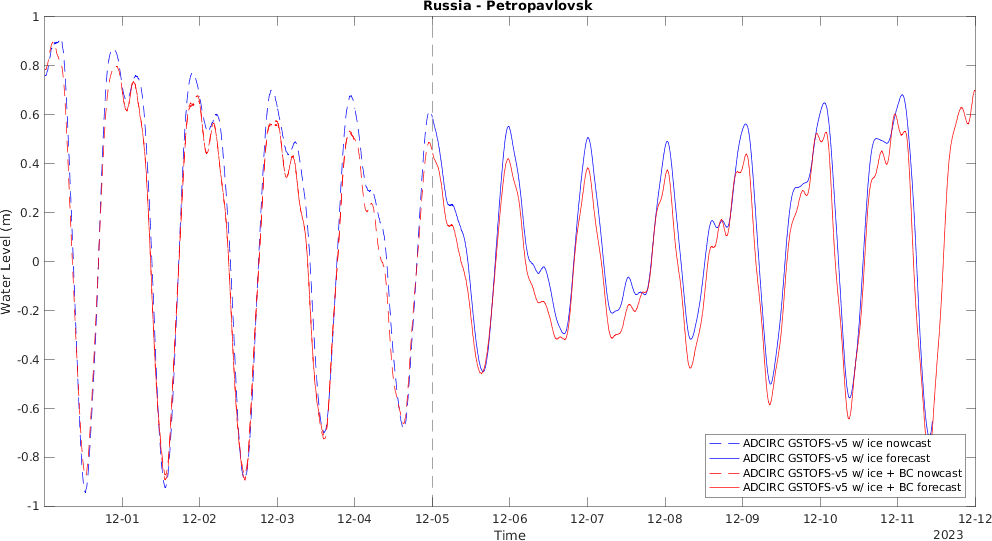 Russia - Petropavlovsk
Water Level (m)
1
0.8
0.6
0.4
0.2
0
-0.2
-0.4
-0.6
-0.8
-1
ADCIRC GSTOFS-v5 w/ ice nowcast
ADCIRC GSTOFS-v5 w/ ice forecast
ADCIRC GSTOFS-v5 w/ ice + BC nowcast
ADCIRC GSTOFS-v5 w/ ice + BC forecast
12-01 12-02 12-03 12-04 12-05 12-06 12-07 12-08 12-09 12-10 12-11 12-12
Time
2023